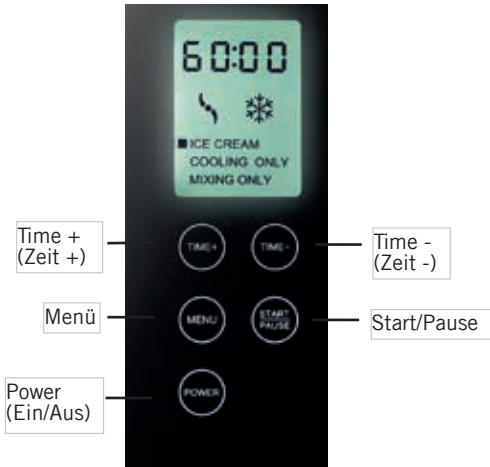 60:00
ICE CREAM
COOLING ONLY
MIXING ONLY
Time +
(Zeit +)
TIME+
TIME-
Time -
(Zeit -)
Menü
MENU
START
PAUSE
Start/Pause
Power
(Ein/Aus)
POWER